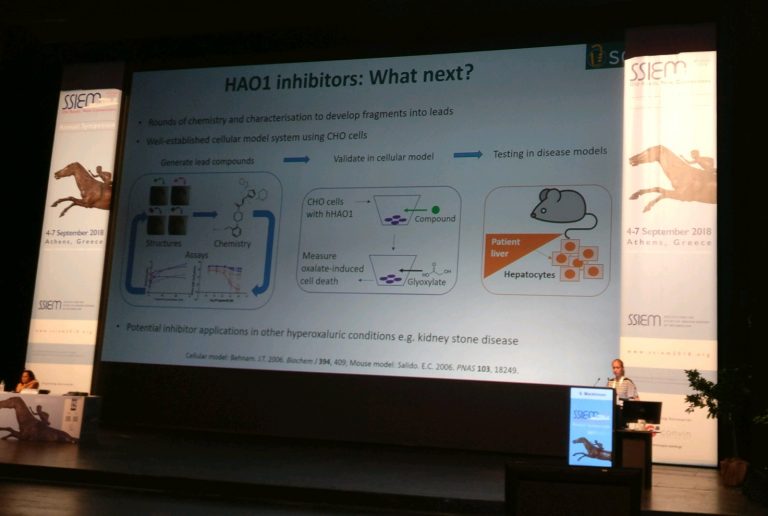 HAO1 inhibitors: What next?
• Rounds of chemistry and characterisation to develop fragments into leads
• Well-established cellular model system using CHO cells
Generate lead compounds
Validate in cellular model
Testing in disease models
Structures
Chemistry
Assays
CHO cells
with hHAO1
Compound
Measure
oxalate-induced
cell death
HO
OH
Glyoxylate
Patient
liver
Hepatocytes
• Potential inhibitor applications in other hyperoxaluric conditions e.g. kidney stone disease
Cellular model: Behnam. JT. 2006. Biochem J 394, 409; Mouse model: Salido. E.C. 2006. PNAS 103, 18249.
SSIEM
Annual Symposium
4-7 September 2018
Athens, Greece
SSIEM
SSIEM
4-7 September 2018
Athens, Greece
SSIEM
www.ssiem2018.org
SSIEM